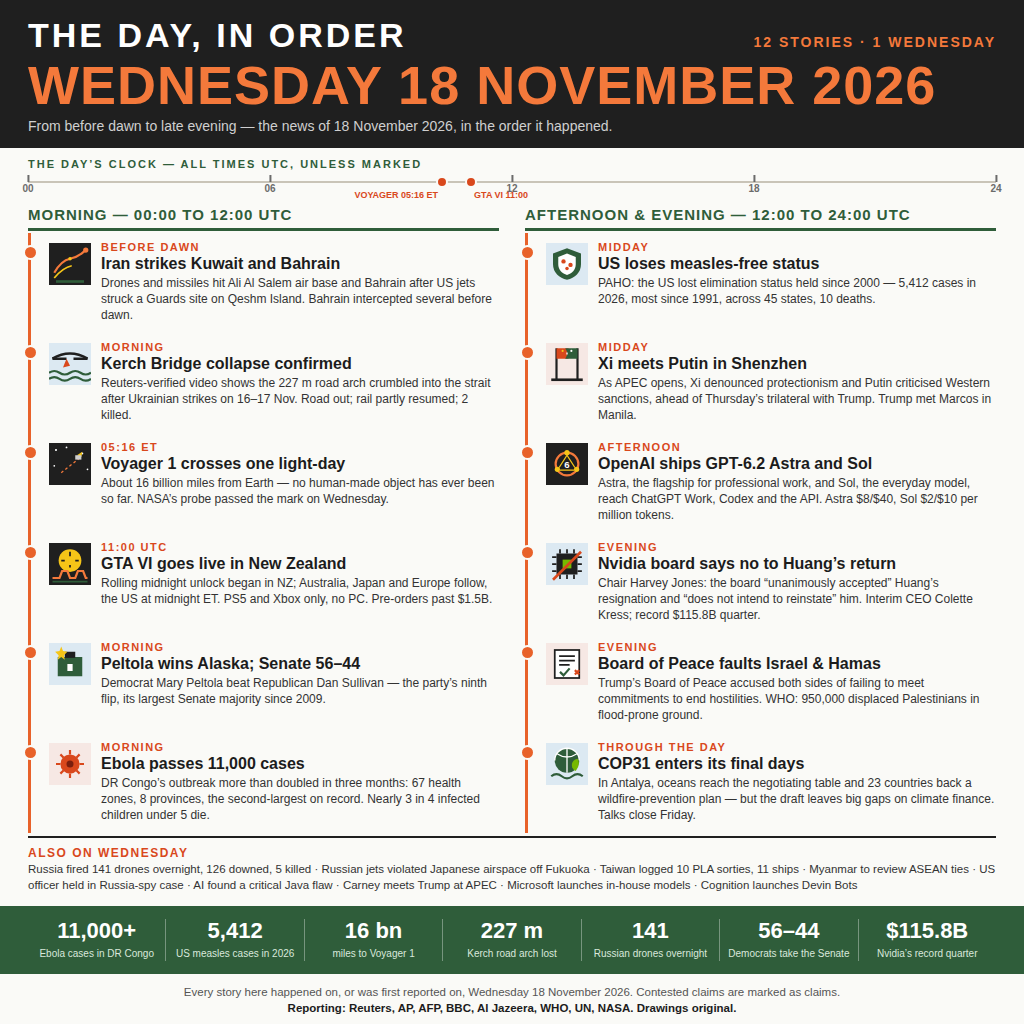 THE DAY, IN ORDER
12 STORIES · 1 WEDNESDAY
WEDNESDAY 18 NOVEMBER 2026
From before dawn to late evening — the news of 18 November 2026, in the order it happened.
THE DAY'S CLOCK — ALL TIMES UTC, UNLESS MARKED
00
06
12
18
24
VOYAGER 05:16 ET
GTA VI 11:00
MORNING — 00:00 TO 12:00 UTC
BEFORE DAWN
Iran strikes Kuwait and Bahrain
Drones and missiles hit Ali Al Salem air base and Bahrain after US jets
struck a Guards site on Qeshm Island. Bahrain intercepted several before
dawn.
MORNING
Kerch Bridge collapse confirmed
Reuters-verified video shows the 227 m road arch crumbled into the strait
after Ukrainian strikes on 16–17 Nov. Road out; rail partly resumed; 2
killed.
05:16 ET
Voyager 1 crosses one light-day
About 16 billion miles from Earth — no human-made object has ever been
so far. NASA's probe passed the mark on Wednesday.
11:00 UTC
GTA VI goes live in New Zealand
Rolling midnight unlock began in NZ; Australia, Japan and Europe follow,
the US at midnight ET. PS5 and Xbox only, no PC. Pre-orders past $1.5B.
MORNING
Peltola wins Alaska; Senate 56–44
Democrat Mary Peltola beat Republican Dan Sullivan — the party's ninth
flip, its largest Senate majority since 2009.
MORNING
Ebola passes 11,000 cases
DR Congo's outbreak more than doubled in three months: 67 health
zones, 8 provinces, the second-largest on record. Nearly 3 in 4 infected
children under 5 die.
AFTERNOON & EVENING — 12:00 TO 24:00 UTC
MIDDAY
US loses measles-free status
PAHO: the US lost elimination status held since 2000 — 5,412 cases in
2026, most since 1991, across 45 states, 10 deaths.
MIDDAY
Xi meets Putin in Shenzhen
As APEC opens, Xi denounced protectionism and Putin criticised Western
sanctions, ahead of Thursday's trilateral with Trump. Trump met Marcos in
Manila.
AFTERNOON
6
OpenAI ships GPT-6.2 Astra and Sol
Astra, the flagship for professional work, and Sol, the everyday model,
reach ChatGPT Work, Codex and the API. Astra $8/$40, Sol $2/$10 per
million tokens.
EVENING
Nvidia board says no to Huang's return
Chair Harvey Jones: the board “unanimously accepted” Huang's
resignation and “does not intend to reinstate” him. Interim CEO Colette
Kress; record $115.8B quarter.
EVENING
Board of Peace faults Israel & Hamas
Trump's Board of Peace accused both sides of failing to meet
commitments to end hostilities. WHO: 950,000 displaced Palestinians in
flood-prone ground.
THROUGH THE DAY
COP31 enters its final days
In Antalya, oceans reach the negotiating table and 23 countries back a
wildfire-prevention plan — but the draft leaves big gaps on climate finance.
Talks close Friday.
ALSO ON WEDNESDAY
Russia fired 141 drones overnight, 126 downed, 5 killed · Russian jets violated Japanese airspace off Fukuoka · Taiwan logged 10 PLA sorties, 11 ships · Myanmar to review ASEAN ties · US
officer held in Russia-spy case · AI found a critical Java flaw · Carney meets Trump at APEC · Microsoft launches in-house models · Cognition launches Devin Bots
11,000+
Ebola cases in DR Congo
5,412
US measles cases in 2026
16 bn
miles to Voyager 1
227 m
Kerch road arch lost
141
Russian drones overnight
56–44
Democrats take the Senate
$115.8B
Nvidia's record quarter
Every story here happened on, or was first reported on, Wednesday 18 November 2026. Contested claims are marked as claims.
Reporting: Reuters, AP, AFP, BBC, Al Jazeera, WHO, UN, NASA. Drawings original.